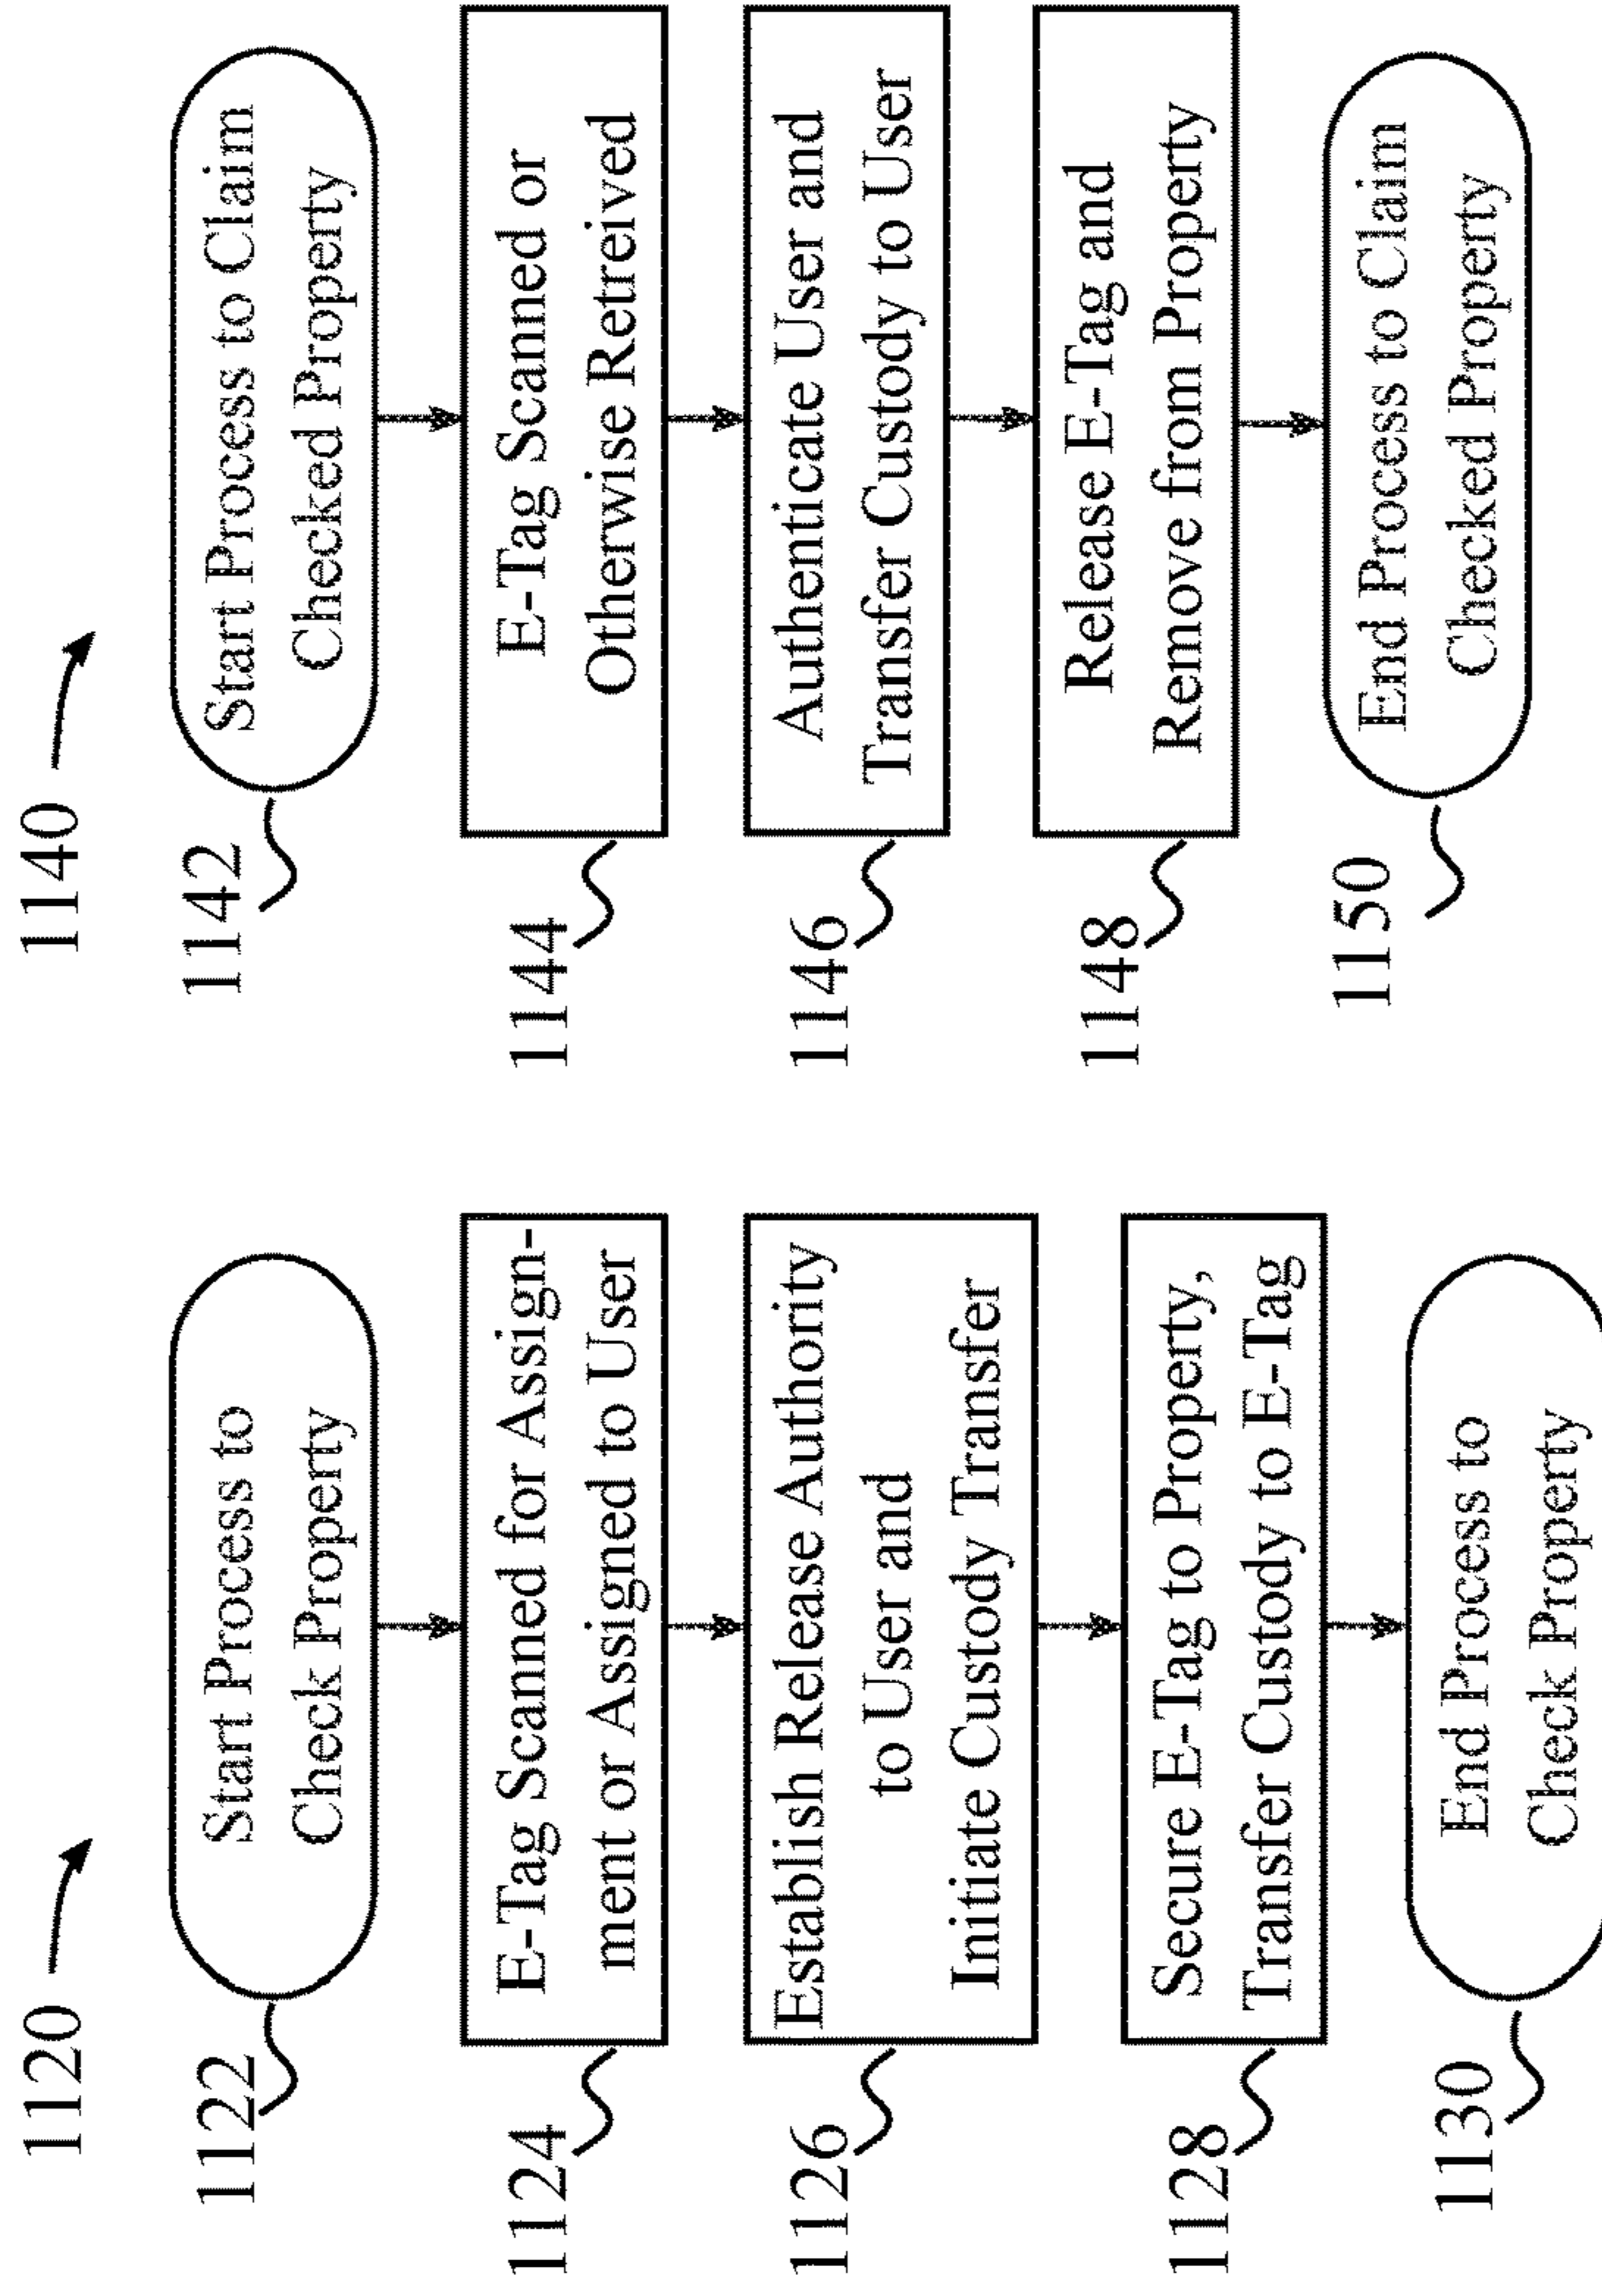 1120
1122
Start Process to
Check Property
1124
E-Tag Scanned for Assign-
ment or Assigned to User
1126
Establish Release Authority
to User and
Initiate Custody Transfer
1128
Secure E-Tag to Property,
Transfer Custody to E-Tag
1130
End Process to
Check Property
1140
1142
Start Process to Claim
Checked Property
1144
E-Tag Scanned or
Otherwise Retreived
1146
Authenticate User and
Transfer Custody to User
1148
Release E-Tag and
Remove from Property
1150
End Process to Claim
Checked Property